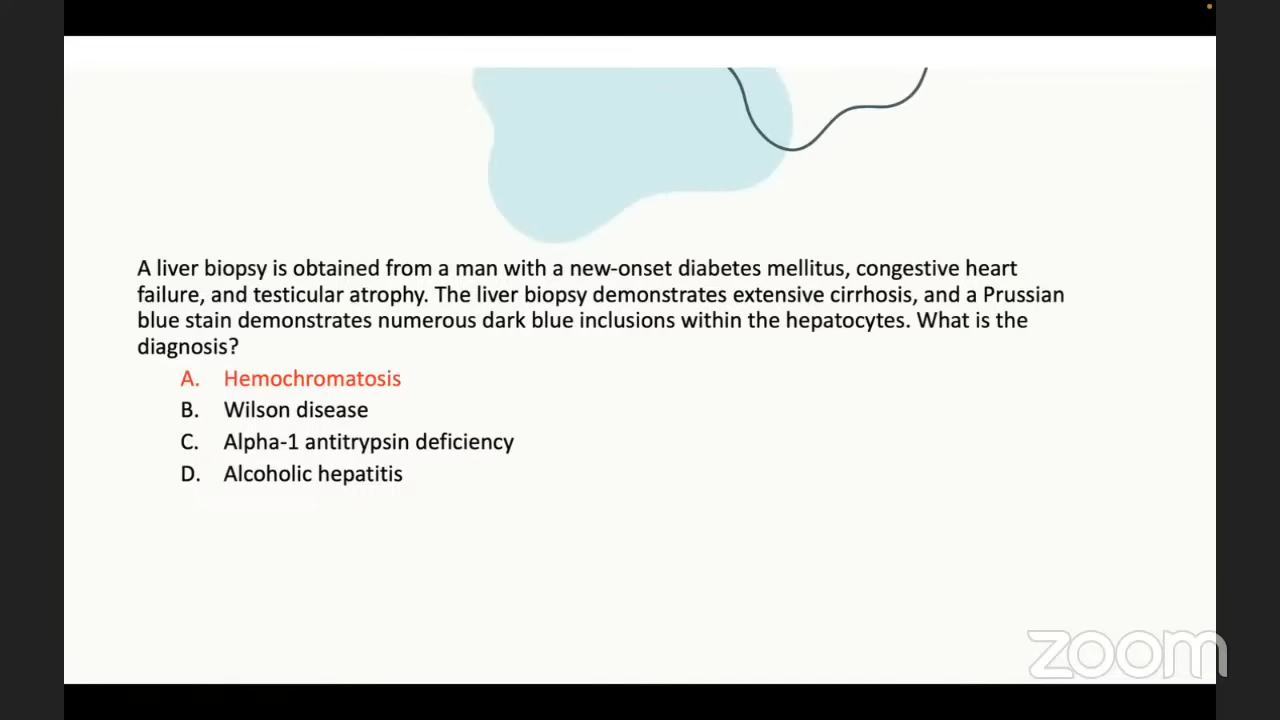 A liver biopsy is obtained from a man with a new-onset diabetes mellitus, congestive heart
failure, and testicular atrophy. The liver biopsy demonstrates extensive cirrhosis, and a Prussian
blue stain demonstrates numerous dark blue inclusions within the hepatocytes. What is the
diagnosis?
A. Hemochromatosis
B. Wilson disease
C. Alpha-1 antitrypsin deficiency
D. Alcoholic hepatitis
zoom